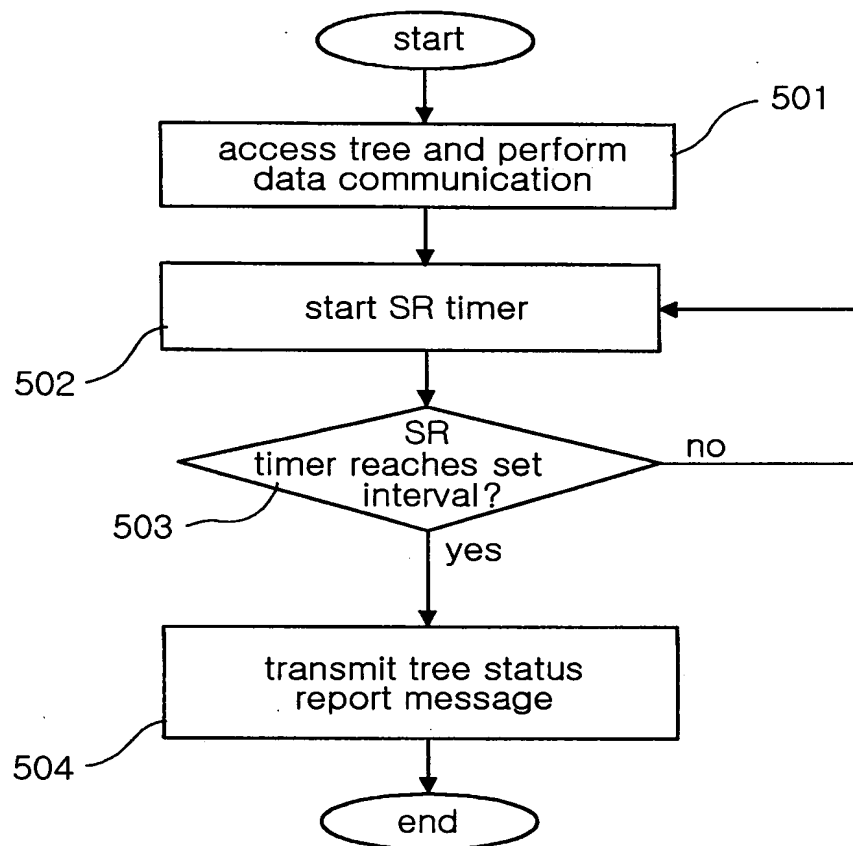 start
501
access tree and perform
data communication
start SR timer
502
SR
timer reaches set
interval?
no
503
yes
transmit tree status
report message
504
end